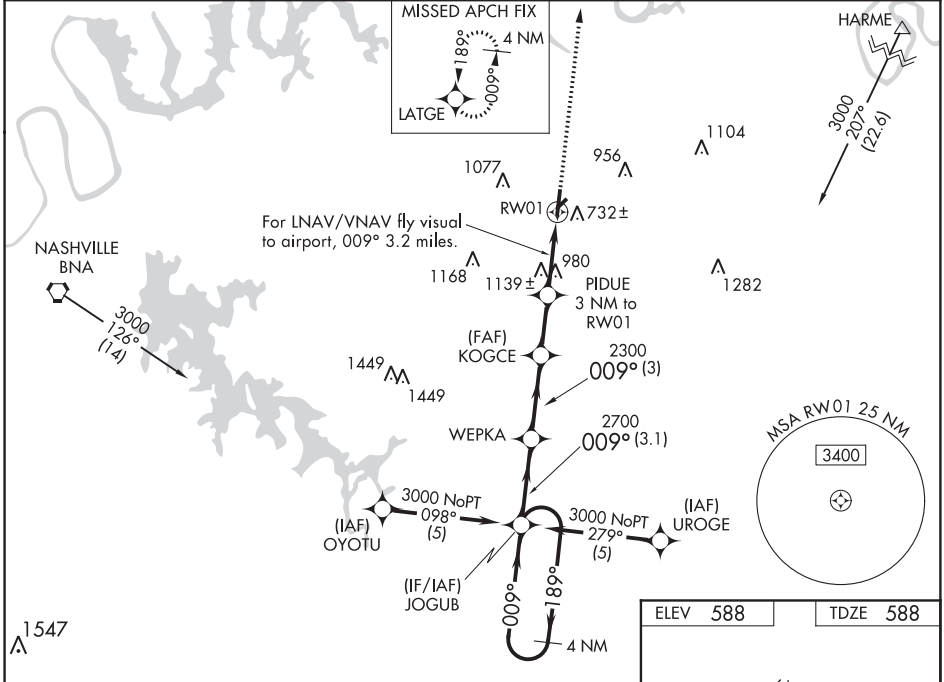 MISSED APCH FIX
4 NM
189°
009°
LATGE
HARME
3000
207°
(22.6)
1104
956
1077
RW01
732±
For LNAV/VNAV fly visual
to airport, 009° 3.2 miles.
NASHVILLE
BNA
1168
1139±
980
1282
PIDUE
3 NM to
RW01
3000
126°
(14)
(FAF)
KOGCE
2300
009° (3)
1449
1449
WEPKA
2700
009° (3.1)
MSA RW01 25 NM
3400
3000 NoPT
098°
(5)
(IAF)
OYOTU
3000 NoPT
279°
(5)
(IAF)
UROGE
(IF/IAF)
JOGUB
009°
189°
4 NM
1547
ELEV 588
TDZE 588